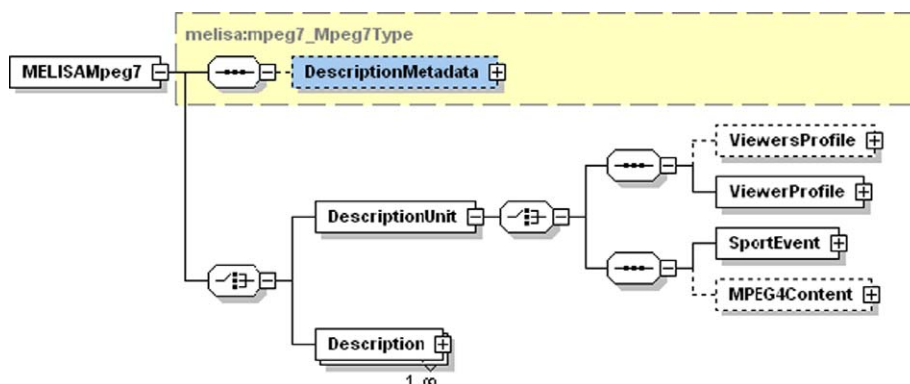 melisa:mpeg7_Mpeg7Type
MELISAMpeg7
DescriptionMetadata
ViewersProfile
ViewerProfile
DescriptionUnit
SportEvent
MPEG4Content
Description
1..∞